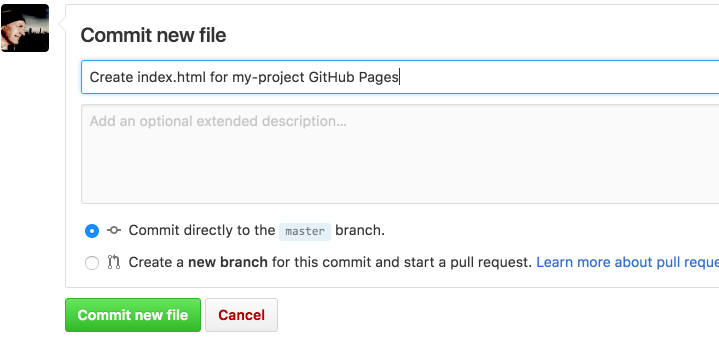 Commit new file
Create index.html for my-project GitHub Pages
Add an optional extended description...
Commit directly to the master branch.
Create a new branch for this commit and start a pull request. Learn more about pull reque
Commit new file Cancel